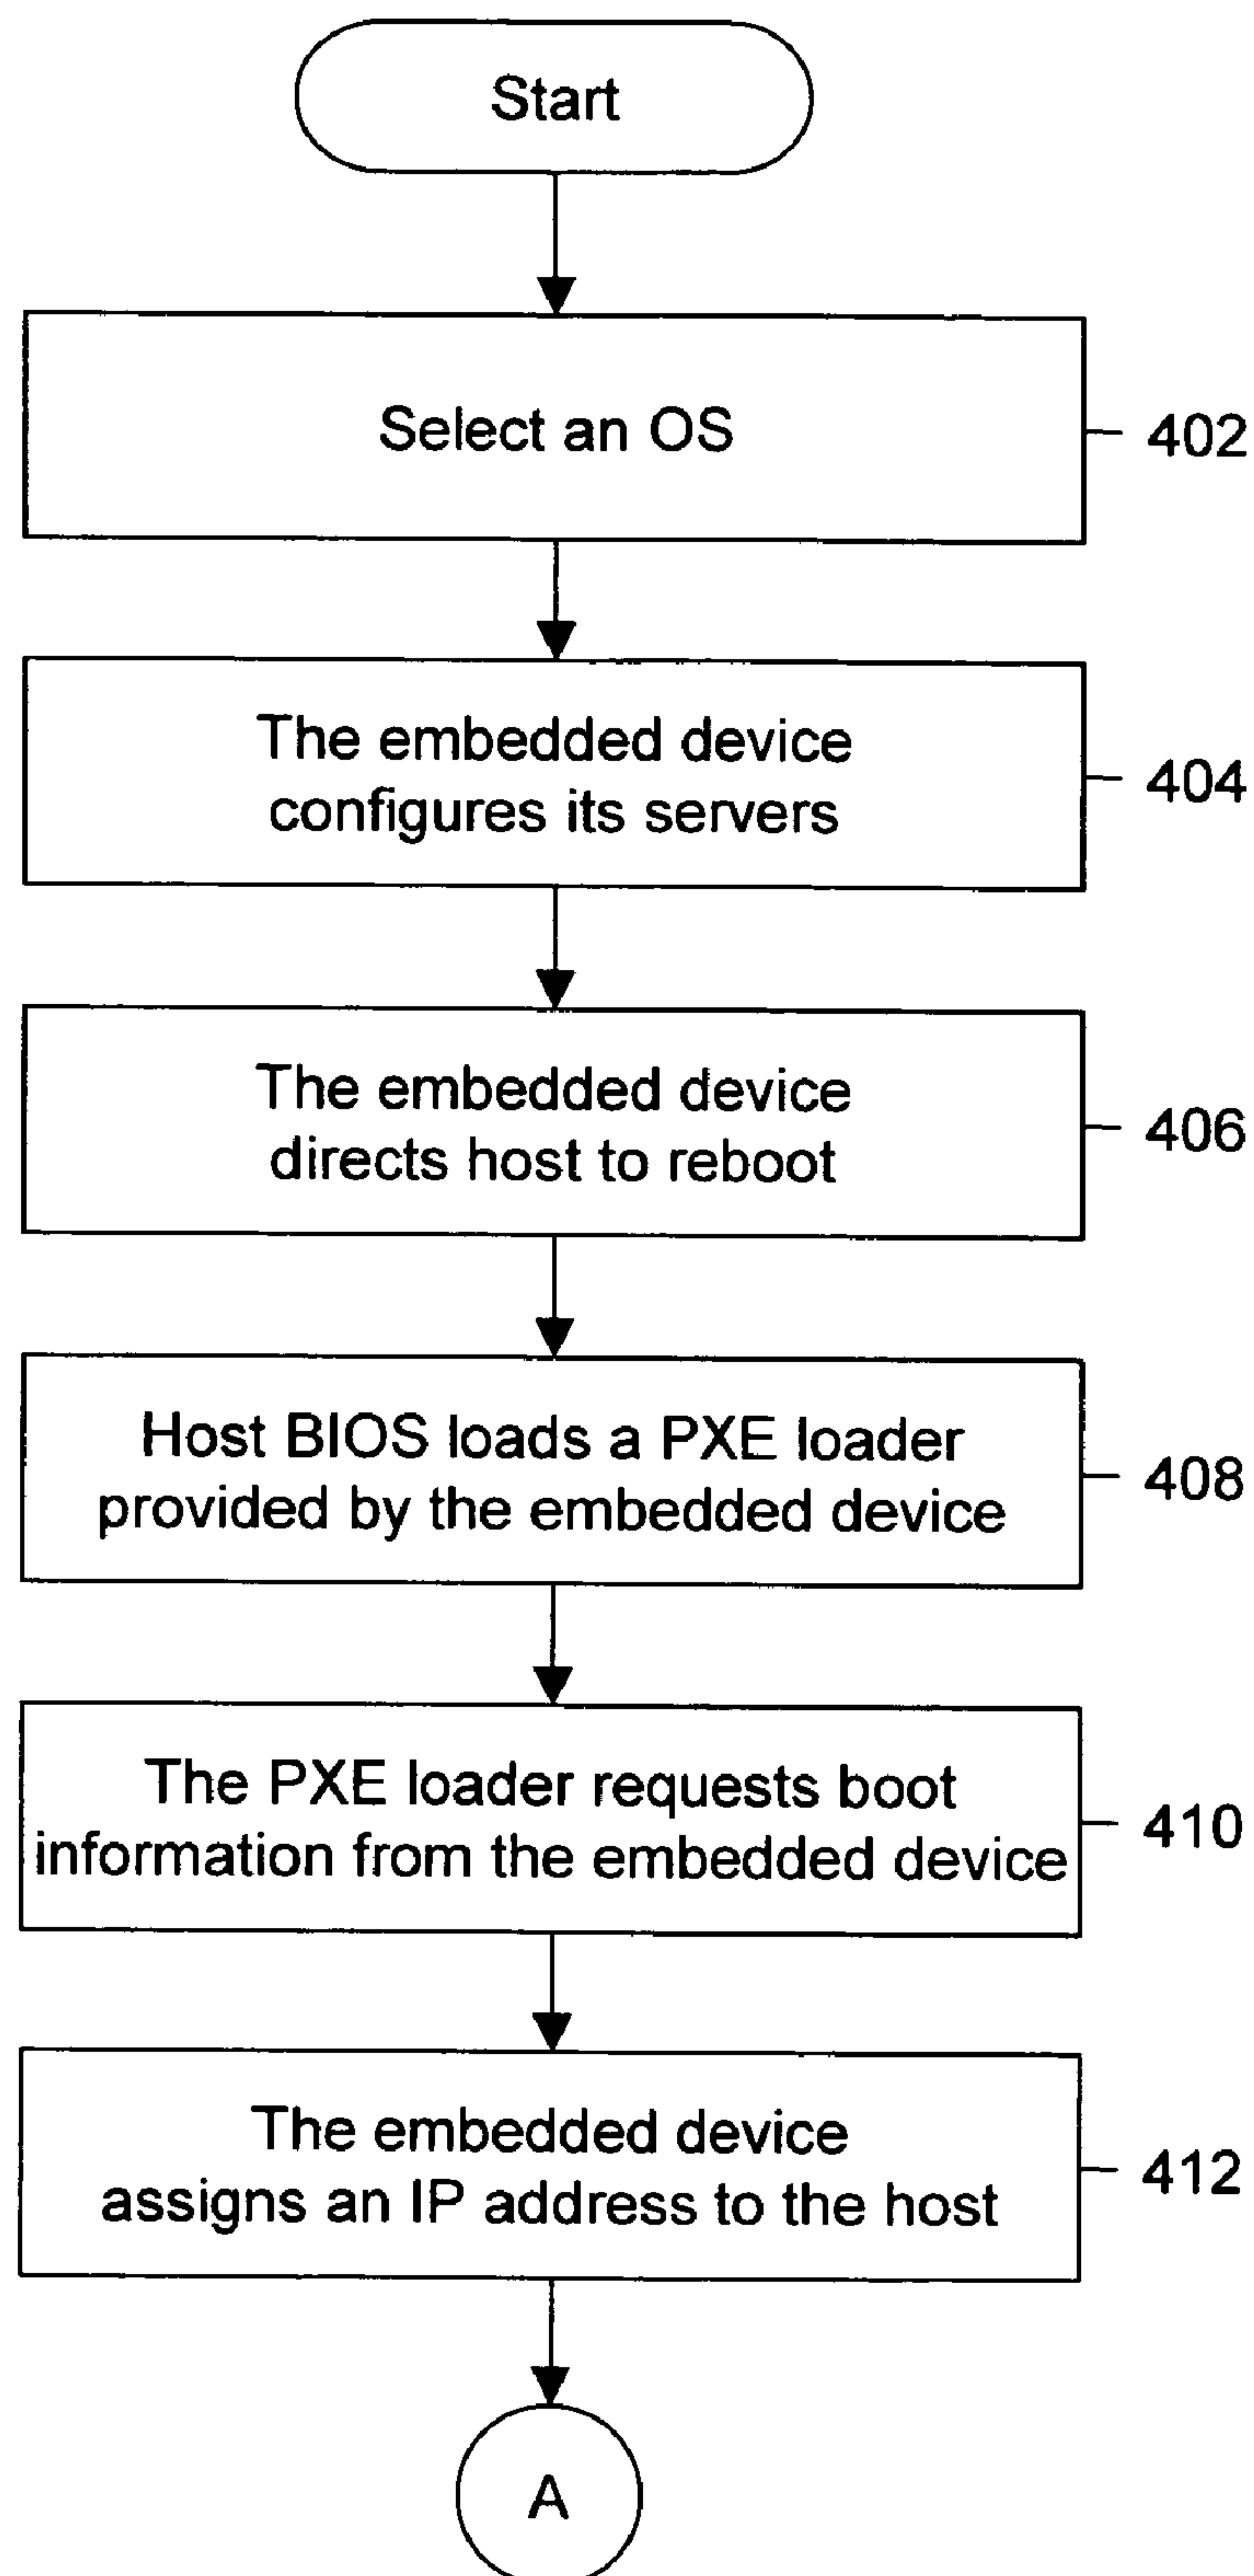 Start
Select an OS
402
The embedded device
configures its servers
404
The embedded device
directs host to reboot
406
Host BIOS loads a PXE loader
provided by the embedded device
408
The PXE loader requests boot
information from the embedded device
410
The embedded device
assigns an IP address to the host
412
A